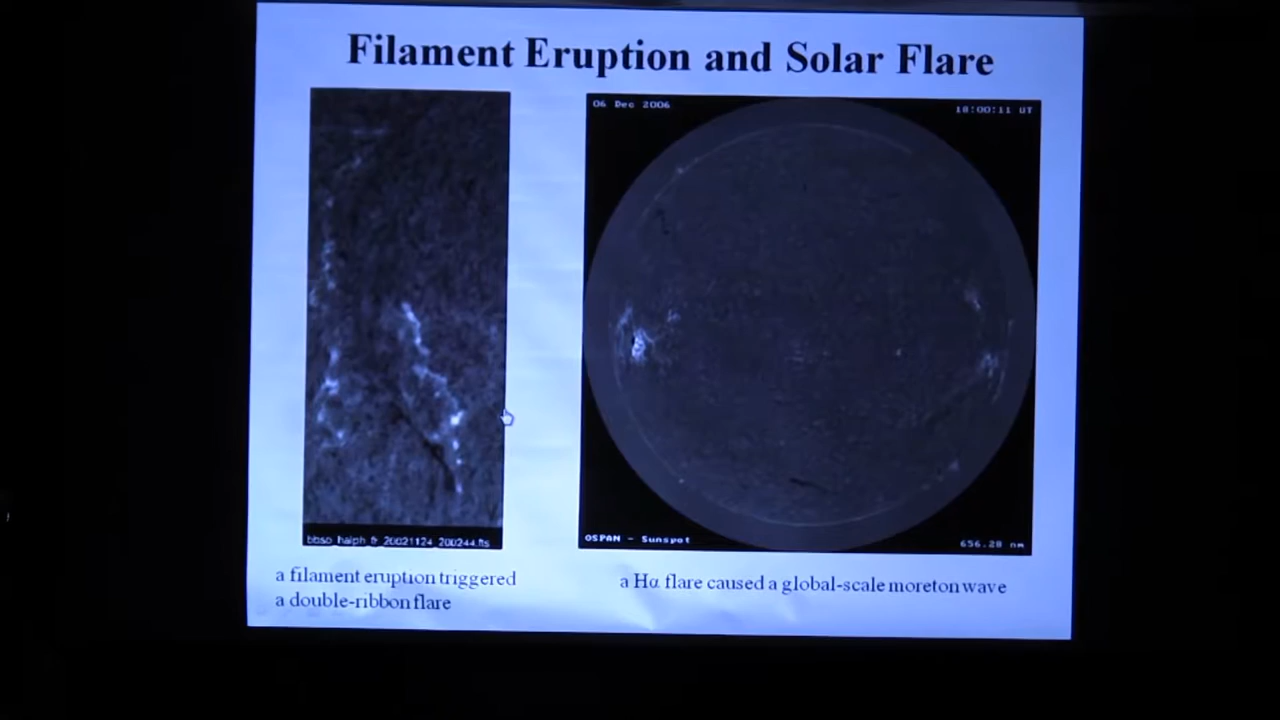 Filament Eruption and Solar Flare
06 Dec 2006
18:00:11 UT
bbso_halph_fr_20021124_200244.fts
OSPAN - Sunspot
656.28 nm
a filament eruption triggered
a double-ribbon flare
a Hα flare caused a global-scale moreton wave